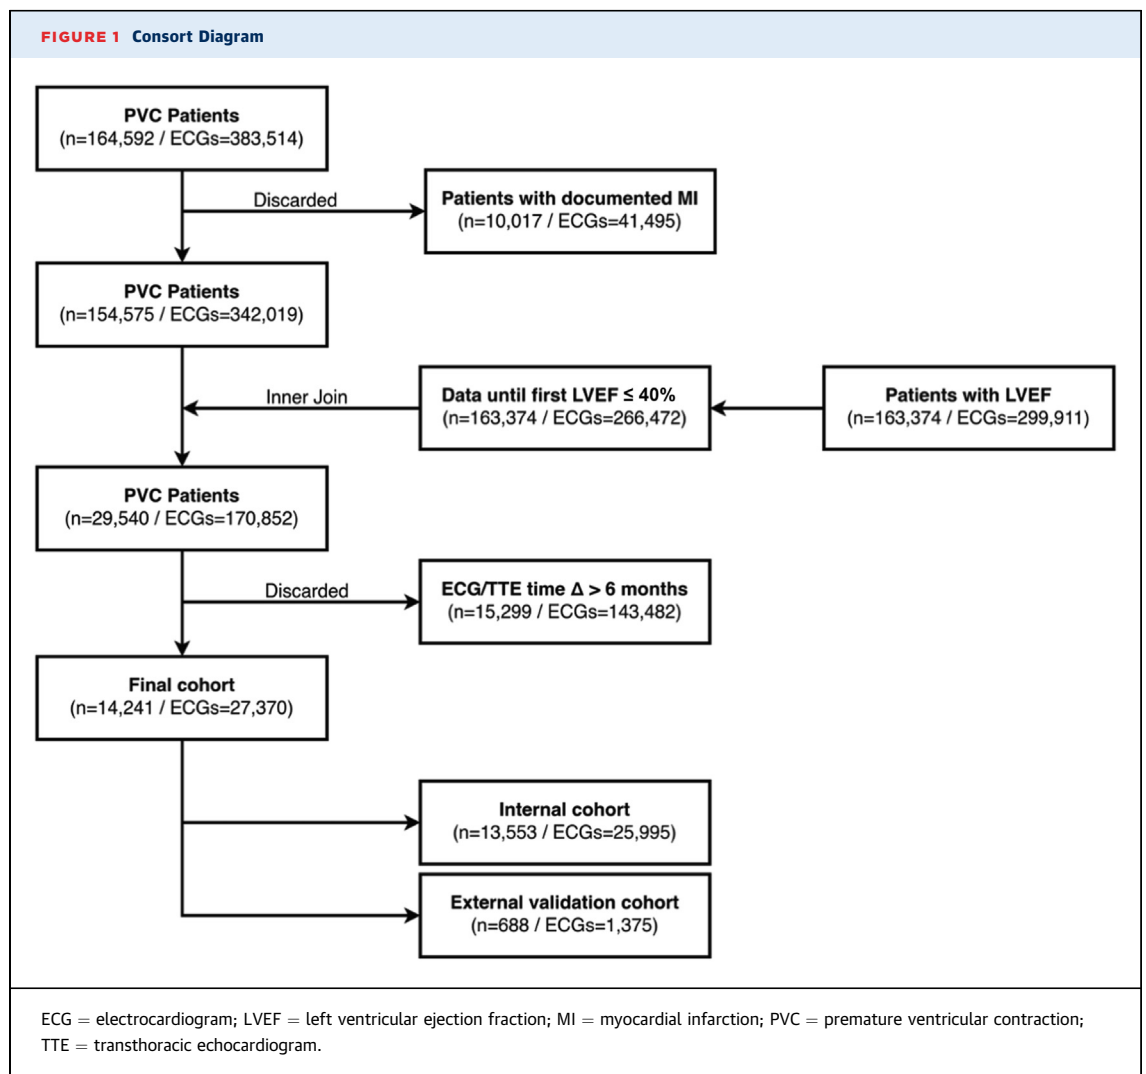 FIGURE 1 Consort Diagram
PVC Patients
(n=164,592 / ECGs=383,514)
Discarded
Patients with documented MI
(n=10,017 / ECGs=41,495)
PVC Patients
(n=154,575 / ECGs=342,019)
Inner Join
Data until first LVEF ≤ 40%
(n=163,374 / ECGs=266,472)
Patients with LVEF
(n=163,374 / ECGs=299,911)
PVC Patients
(n=29,540 / ECGs=170,852)
Discarded
ECG/TTE time Δ > 6 months
(n=15,299 / ECGs=143,482)
Final cohort
(n=14,241 / ECGs=27,370)
Internal cohort
(n=13,553 / ECGs=25,995)
External validation cohort
(n=688 / ECGs=1,375)
ECG = electrocardiogram; LVEF = left ventricular ejection fraction; MI = myocardial infarction; PVC = premature ventricular contraction;
TTE = transthoracic echocardiogram.